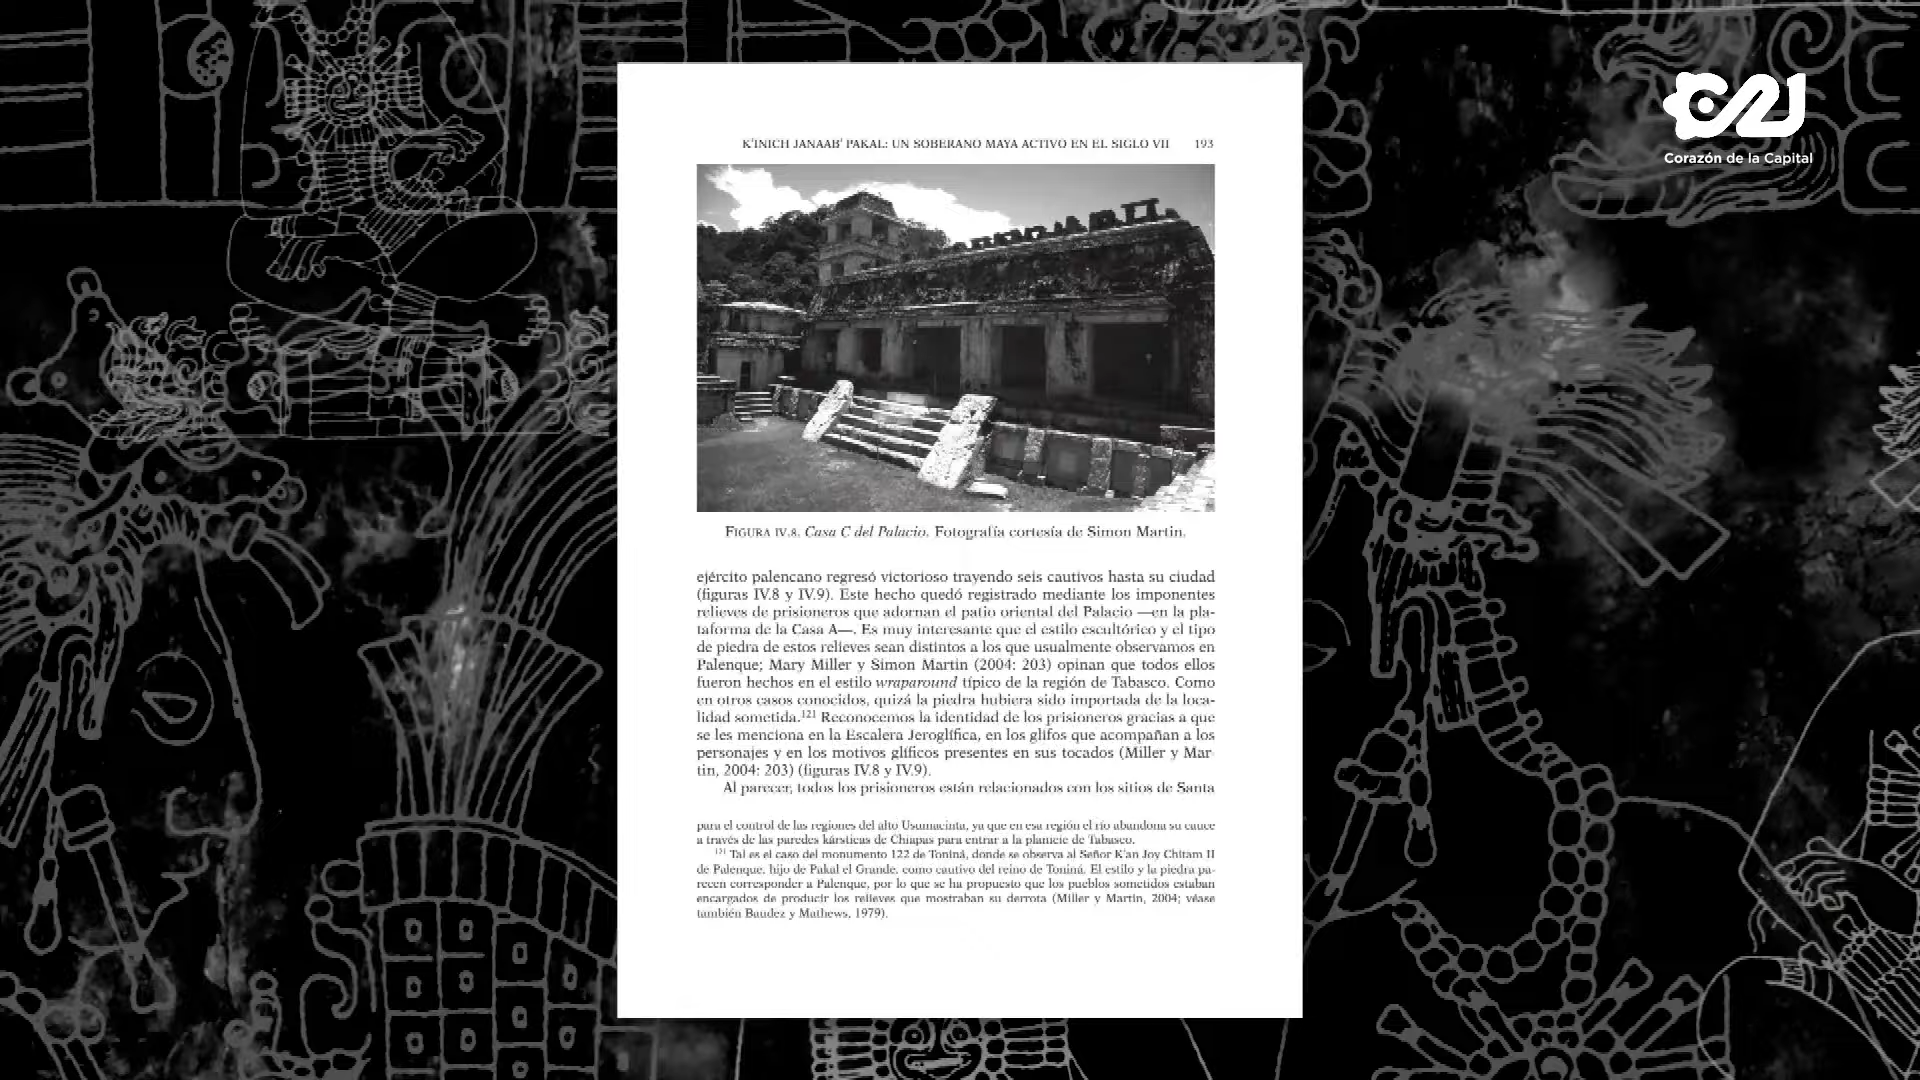 K'INICH JANAAB' PAKAL: UN SOBERANO MAYA ACTIVO EN EL SIGLO VII 193
FIGURA IV.8. Casa C del Palacio. Fotografía cortesía de Simon Martin.
ejército palencano regresó victorioso trayendo seis cautivos hasta su ciudad
(figuras IV.8 y IV.9). Este hecho quedó registrado mediante los imponentes
relieves de prisioneros que adornan el patio oriental del Palacio —en la pla-
taforma de la Casa A—. Es muy interesante que el estilo escultórico y el tipo
de piedra de estos relieves sean distintos a los que usualmente observamos en
Palenque; Mary Miller y Simon Martin (2004: 203) opinan que todos ellos
fueron hechos en el estilo wraparound típico de la región de Tabasco. Como
en otros casos conocidos, quizá la piedra hubiera sido importada de la loca-
lidad sometida.121 Reconocemos la identidad de los prisioneros gracias a que
se les menciona en la Escalera Jeroglífica, en los glifos que acompañan a los
personajes y en los motivos glíficos presentes en sus tocados (Miller y Mar-
tin, 2004: 203) (figuras IV.8 y IV.9).
Al parecer, todos los prisioneros están relacionados con los sitios de Santa
para el control de las regiones del alto Usumacinta, ya que en esa región el río abandona su cauce
a través de las paredes kársticas de Chiapas para entrar a la planicie de Tabasco.
121 Tal es el caso del monumento 122 de Toniná, donde se observa al Señor K'an Joy Chitam II
de Palenque, hijo de Pakal el Grande, como cautivo del reino de Toniná. El estilo y la piedra pa-
recen corresponder a Palenque, por lo que se ha propuesto que los pueblos sometidos estaban
encargados de producir los relieves que mostraban su derrota (Miller y Martin, 2004; véase
también Baudez y Mathews, 1979).
C21
Corazón de la Capital